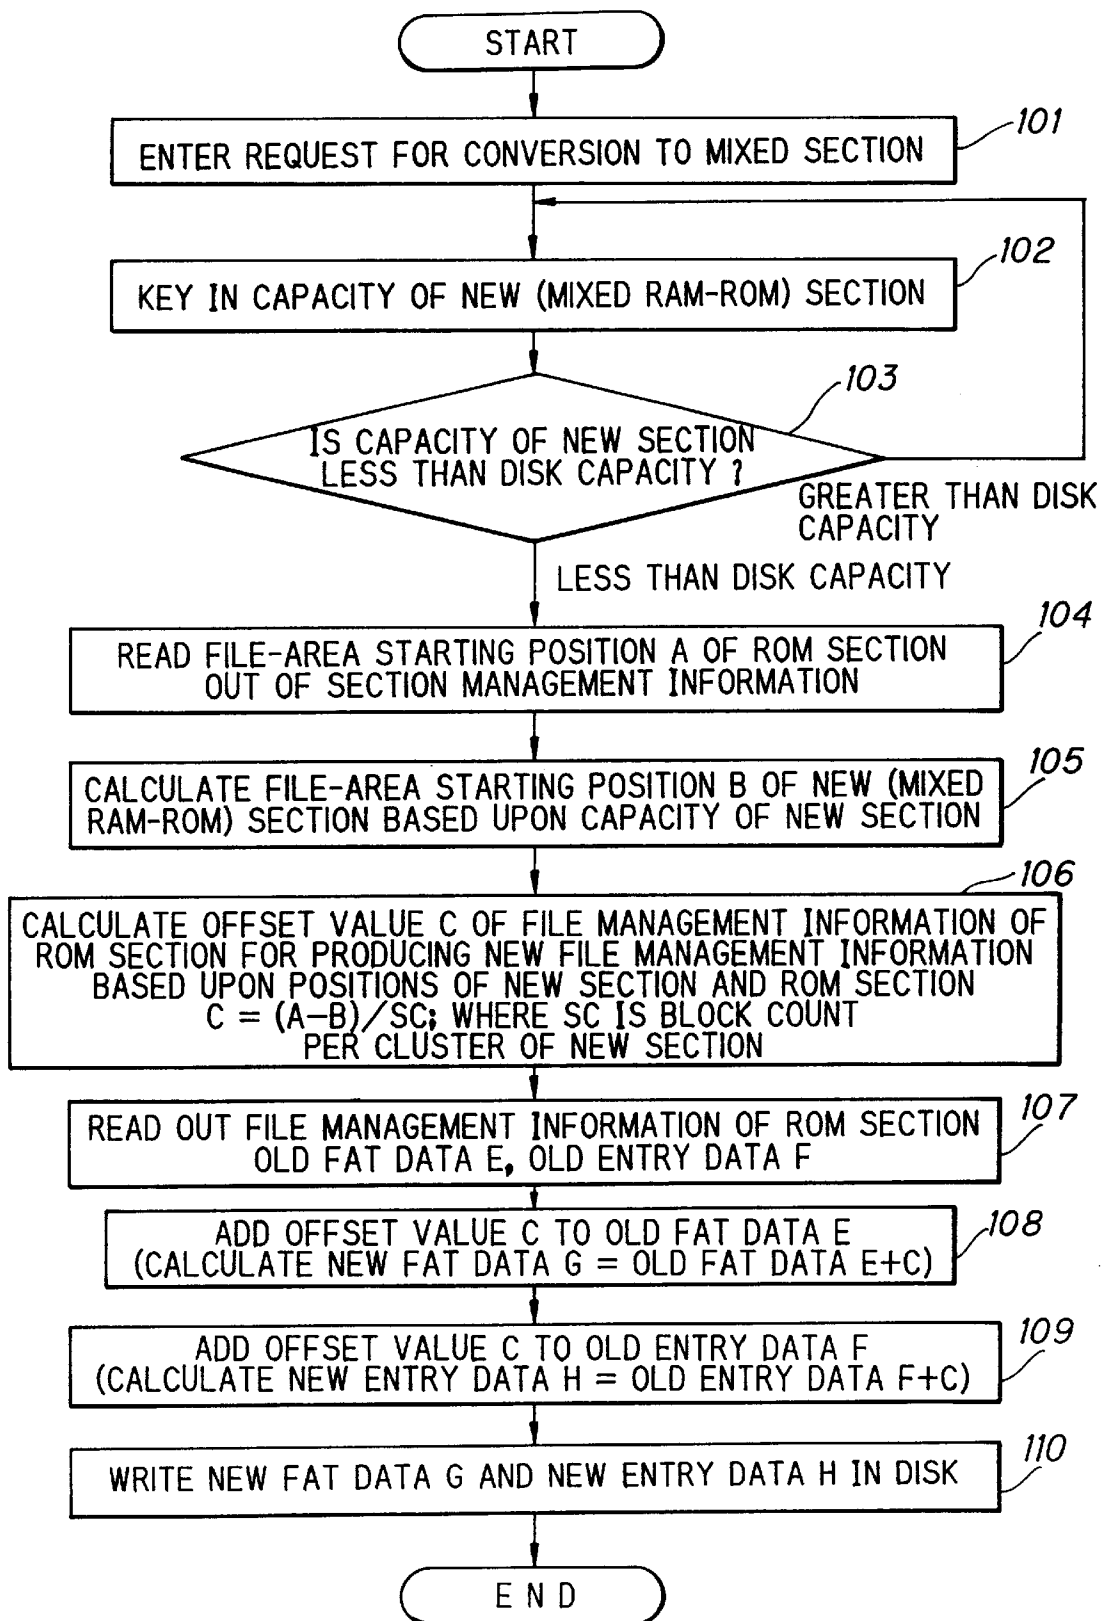 START
101
ENTER REQUEST FOR CONVERSION TO MIXED SECTION
102
KEY IN CAPACITY OF NEW (MIXED RAM-ROM) SECTION
103
IS CAPACITY OF NEW SECTION
LESS THAN DISK CAPACITY ?
GREATER THAN DISK
CAPACITY
LESS THAN DISK CAPACITY
104
READ FILE-AREA STARTING POSITION A OF ROM SECTION
OUT OF SECTION MANAGEMENT INFORMATION
105
CALCULATE FILE-AREA STARTING POSITION B OF NEW (MIXED
RAM-ROM) SECTION BASED UPON CAPACITY OF NEW SECTION
106
CALCULATE OFFSET VALUE C OF FILE MANAGEMENT INFORMATION OF
ROM SECTION FOR PRODUCING NEW FILE MANAGEMENT INFORMATION
BASED UPON POSITIONS OF NEW SECTION AND ROM SECTION
C = (A-B)/SC; WHERE SC IS BLOCK COUNT
PER CLUSTER OF NEW SECTION
107
READ OUT FILE MANAGEMENT INFORMATION OF ROM SECTION
OLD FAT DATA E, OLD ENTRY DATA F
108
ADD OFFSET VALUE C TO OLD FAT DATA E
(CALCULATE NEW FAT DATA G = OLD FAT DATA E+C)
109
ADD OFFSET VALUE C TO OLD ENTRY DATA F
(CALCULATE NEW ENTRY DATA H = OLD ENTRY DATA F+C)
110
WRITE NEW FAT DATA G AND NEW ENTRY DATA H IN DISK
END